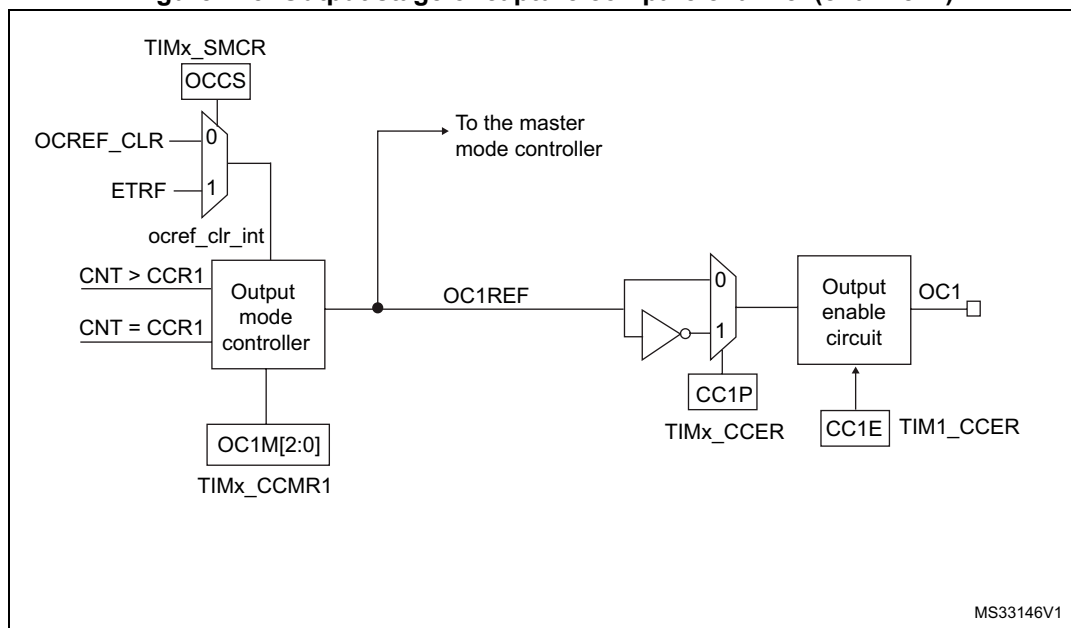 TIMx_SMCR
OCCS
OCREF_CLR
0
ETRF
1
ocref_clr_int
To the master
mode controller
CNT > CCR1
CNT = CCR1
Output
mode
controller
OC1REF
0
1
Output
enable
circuit
OC1
CC1P
TIMx_CCER
CC1E
TIM1_CCER
OC1M[2:0]
TIMx_CCMR1
MS33146V1